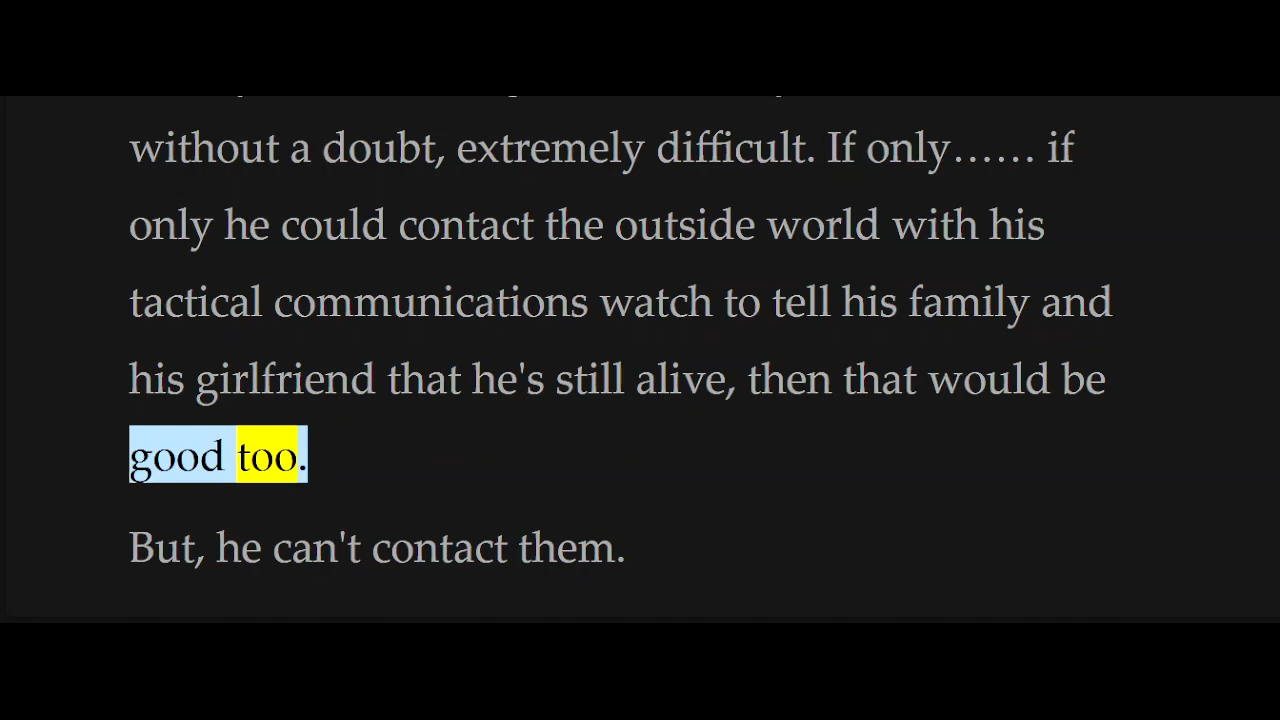 without a doubt, extremely difficult. If only…… if
only he could contact the outside world with his
tactical communications watch to tell his family and
his girlfriend that he's still alive, then that would be
good too.
But, he can't contact them.